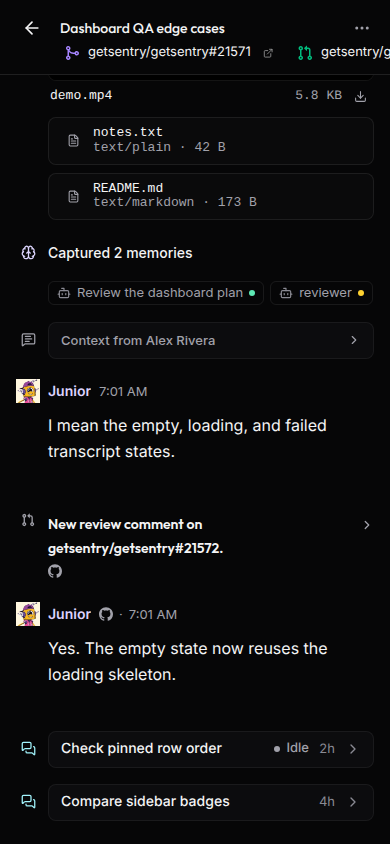 Dashboard QA edge cases
getsentry/getsentry#21571 getsentry/g
demo.mp4 5.8 KB
notes.txt
text/plain · 42 B
README.md
text/markdown · 173 B
Captured 2 memories
Review the dashboard plan reviewer
Context from Alex Rivera
Junior 7:01 AM
I mean the empty, loading, and failed
transcript states.
New review comment on
getsentry/getsentry#21572.
Junior · 7:01 AM
Yes. The empty state now reuses the
loading skeleton.
Check pinned row order Idle 2h
Compare sidebar badges 4h